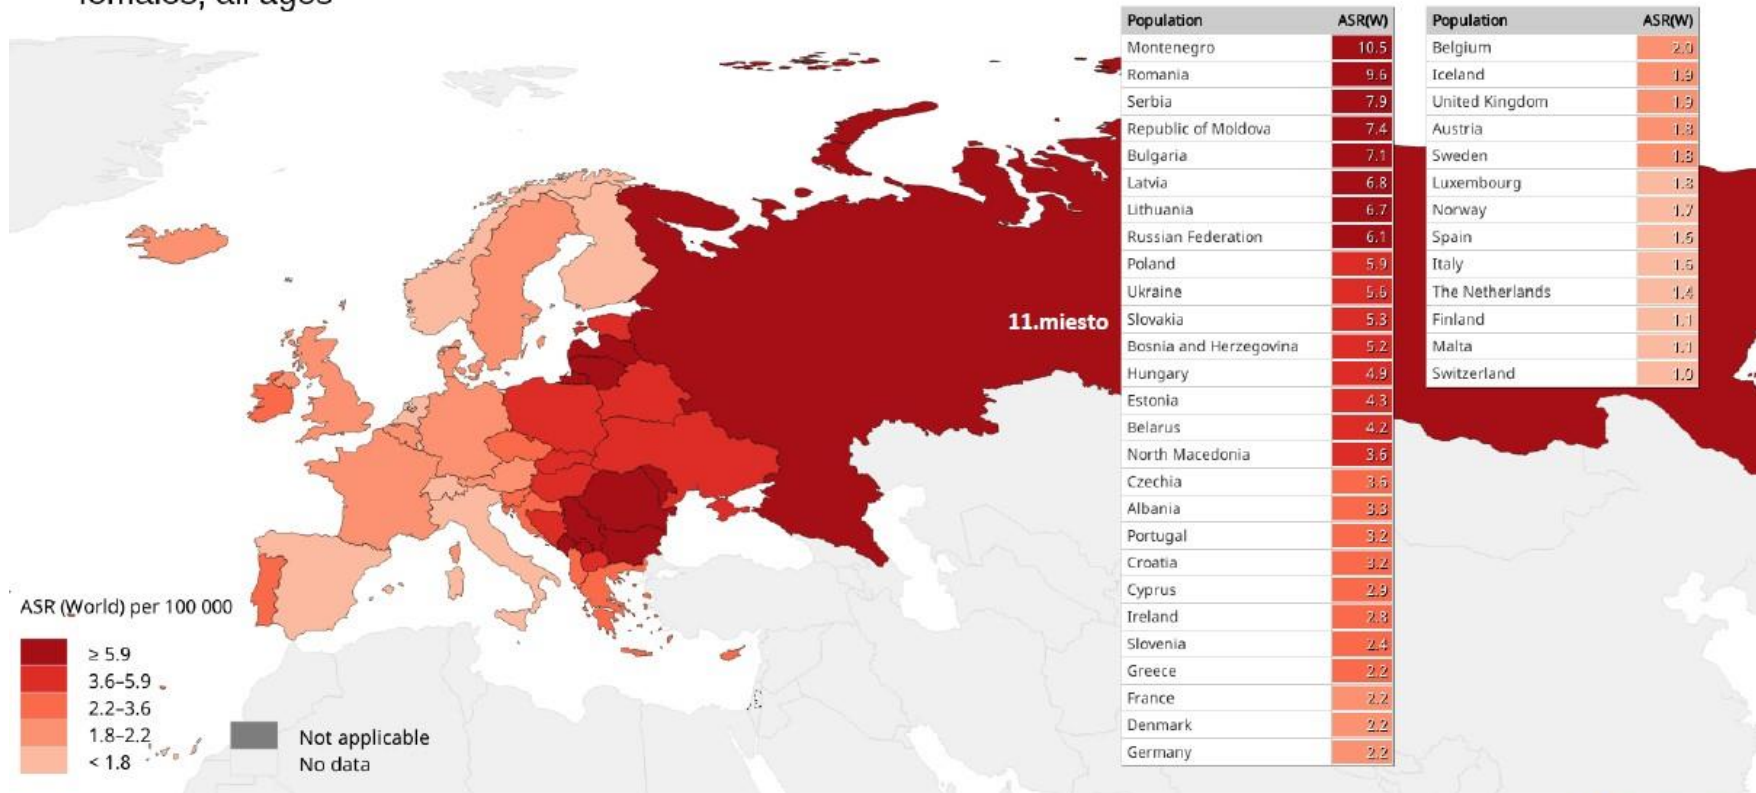 females, all ages
Population ASR(W)
Montenegro 10.5
Romania 9.6
Serbia 7.9
Republic of Moldova 7.4
Bulgaria 7.1
Latvia 6.8
Lithuania 6.7
Russian Federation 6.1
Poland 5.9
Ukraine 5.6
11.miesto
Slovakia 5.3
Bosnia and Herzegovina 5.2
Hungary 4.9
Estonia 4.3
Belarus 4.2
North Macedonia 3.6
Czechia 3.6
Albania 3.3
Portugal 3.2
Croatia 3.2
Cyprus 2.9
Ireland 2.8
Slovenia 2.4
Greece 2.2
France 2.2
Denmark 2.2
Germany 2.2
Population ASR(W)
Belgium 2.0
Iceland 1.9
United Kingdom 1.9
Austria 1.8
Sweden 1.8
Luxembourg 1.8
Norway 1.7
Spain 1.6
Italy 1.6
The Netherlands 1.4
Finland 1.1
Malta 1.1
Switzerland 1.0
ASR (World) per 100 000
≥ 5.9
3.6–5.9
2.2–3.6
1.8–2.2
< 1.8
Not applicable
No data